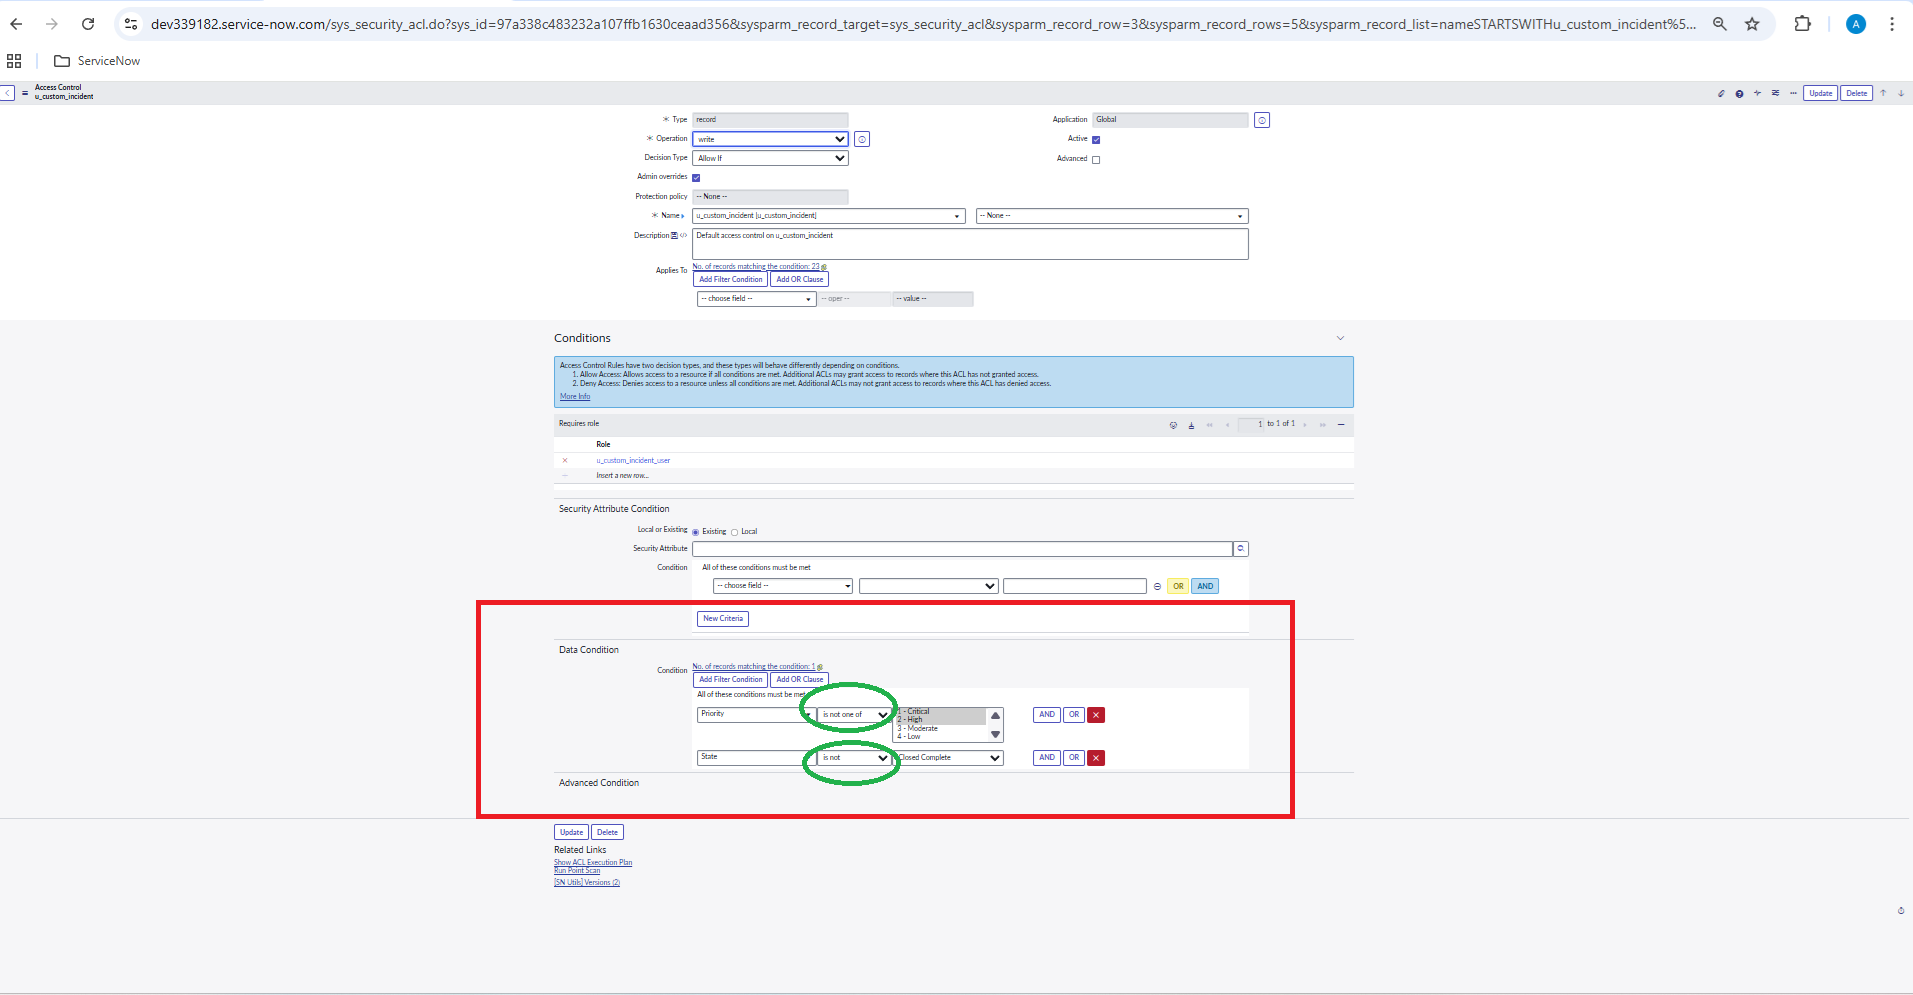 dev339182.service-now.com/sys_security_acl.do?sys_id=97a338c483232a107ffb1630ceaad356&sysparm_record_target=sys_security_acl&sysparm_record_row=3&sysparm_record_rows=5&sysparm_record_list=nameSTARTSWITHu_custom_incident%5...
A
ServiceNow
Access Control
u_custom_incident
Update Delete
Type record
Application Global
Operation write
Active
Decision Type Allow If
Advanced
Admin overrides
Protection policy -- None --
Name u_custom_incident [u_custom_incident] -- None --
Description Default access control on u_custom_incident
Applies To No. of records matching the condition: 23
Add Filter Condition Add OR Clause
-- choose field -- -- oper -- -- value --
Conditions
Access Control Rules have two decision types, and these types will behave differently depending on conditions.
1. Allow Access: Allows access to a resource if all conditions are met. Additional ACLs may grant access to records where this ACL has not granted access.
2. Deny Access: Denies access to a resource unless all conditions are met. Additional ACLs may not grant access to records where this ACL has denied access.
More Info
Requires role 1 to 1 of 1
Role
u_custom_incident_user
Insert a new row...
Security Attribute Condition
Local or Existing Existing Local
Security Attribute
Condition All of these conditions must be met
-- choose field -- OR AND
New Criteria
Data Condition
Condition No. of records matching the condition: 1
Add Filter Condition Add OR Clause
All of these conditions must be met
Priority is not one of 1 - Critical
2 - High
3 - Moderate
4 - Low
AND OR
State is not Closed Complete AND OR
Advanced Condition
Update Delete
Related Links
Show ACL Execution Plan
Run Point Scan
[SN Utils] Versions (2)